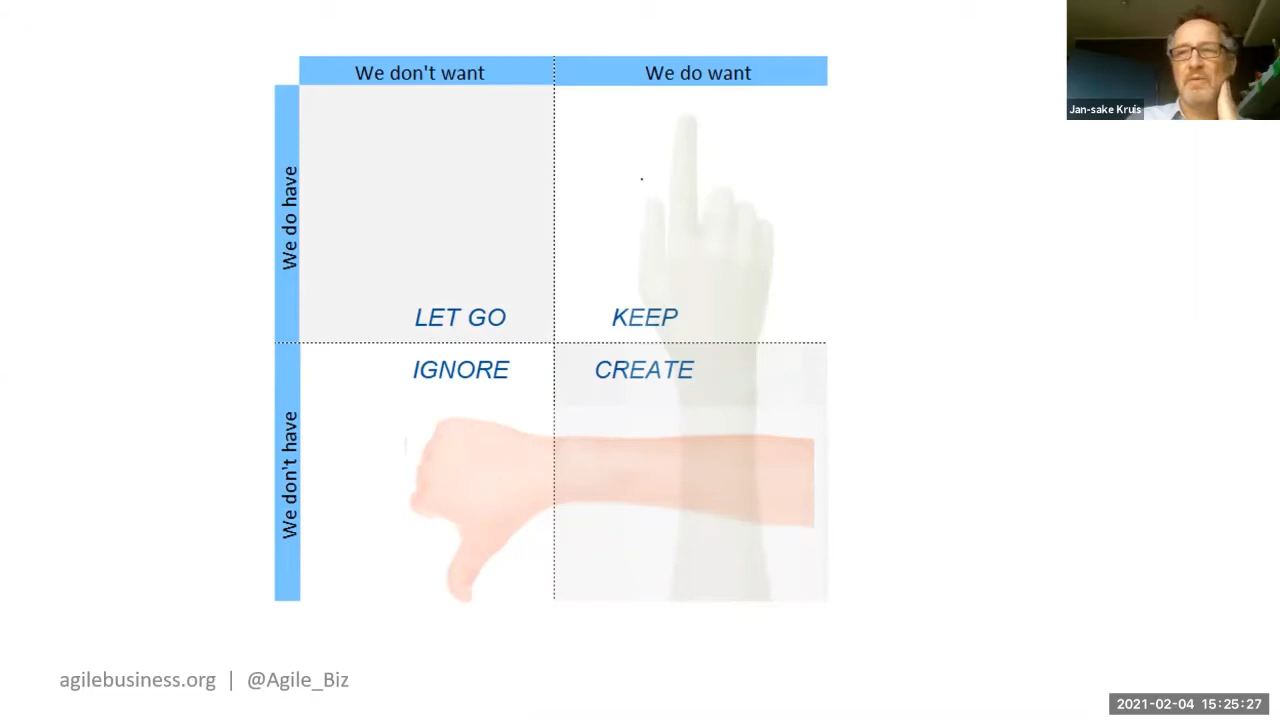 We don't want
We do want
Jan-sake Kruis
We do have
LET GO
KEEP
IGNORE
CREATE
We don't have
agilebusiness.org | @Agile_Biz
2021-02-04 15:25:27